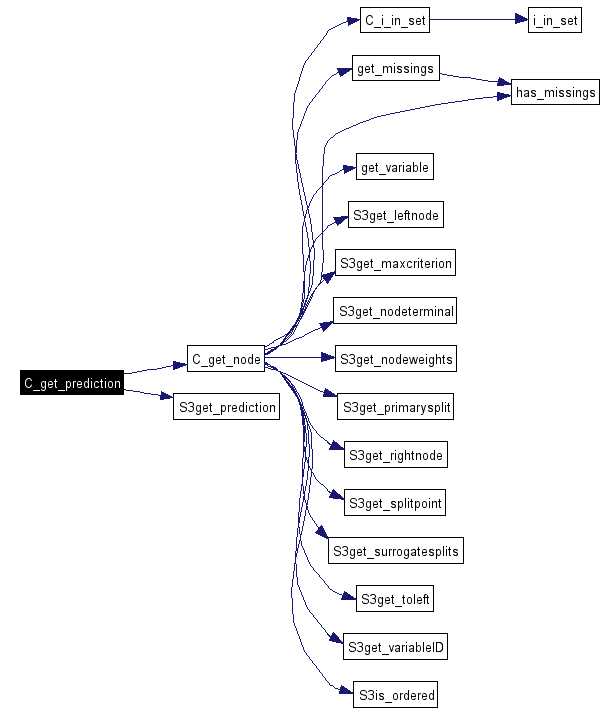 C_i_in_set
i_in_set
get_missings
has_missings
get_variable
S3get_leftnode
S3get_maxcriterion
S3get_nodeterminal
C_get_node
S3get_nodeweights
C_get_prediction
S3get_prediction
S3get_primarysplit
S3get_rightnode
S3get_splitpoint
S3get_surrogatesplits
S3get_toleft
S3get_variableID
S3is_ordered